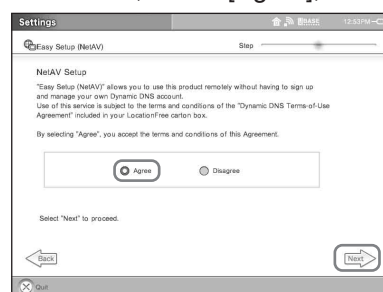 Settings
BASE 12:53PM
Easy Setup (NetAV) Step
NetAV Setup
"Easy Setup (NetAV)" allows you to use this product remotely without having to sign up
and manage your own Dynamic DNS account.
Use of this service is subject to the terms and conditions of the "Dynamic DNS Terms-of-Use
Agreement" included in your LocationFree carton box.
By selecting "Agree", you accept the terms and conditions of this Agreement.
Agree Disagree
Select "Next" to proceed.
Back Next
Quit